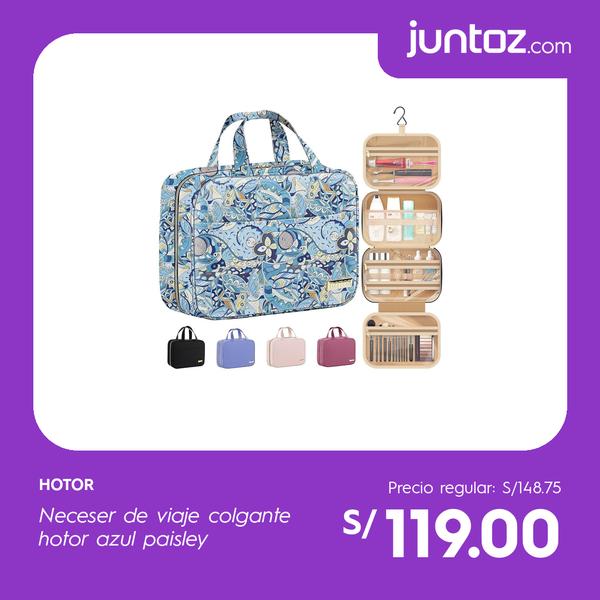 juntoz.com
HOTOR
Neceser de viaje colgante
hotor azul paisley
Precio regular: S/148.75
S/119.00